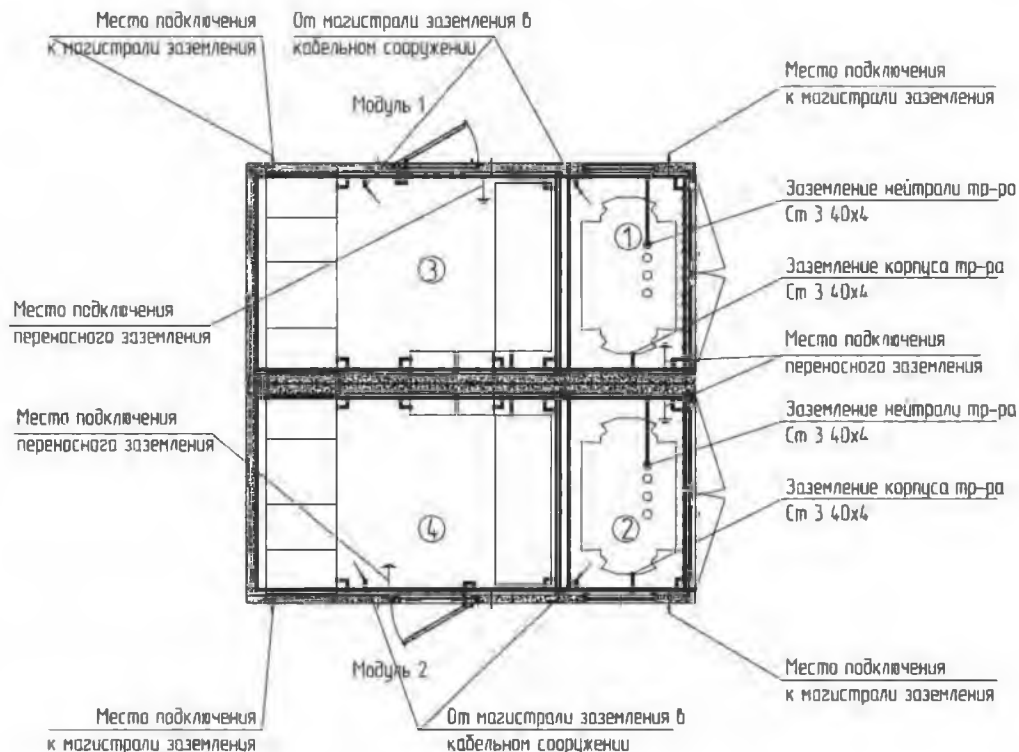 Место подключения
к магистрали заземления
От магистрали заземления в
кабельном сооружении
Место подключения
к магистрали заземления
Модуль 1
Заземление нейтрали тр-ра
Ст 3 40х4
1
3
Заземление корпуса тр-ра
Ст 3 40х4
Место подключения
переносного заземления
Место подключения
переносного заземления
Место подключения
переносного заземления
Заземление нейтрали тр-ра
Ст 3 40х4
Заземление корпуса тр-ра
Ст 3 40х4
4
2
Модуль 2
Место подключения
к магистрали заземления
Место подключения
к магистрали заземления
От магистрали заземления в
кабельном сооружении